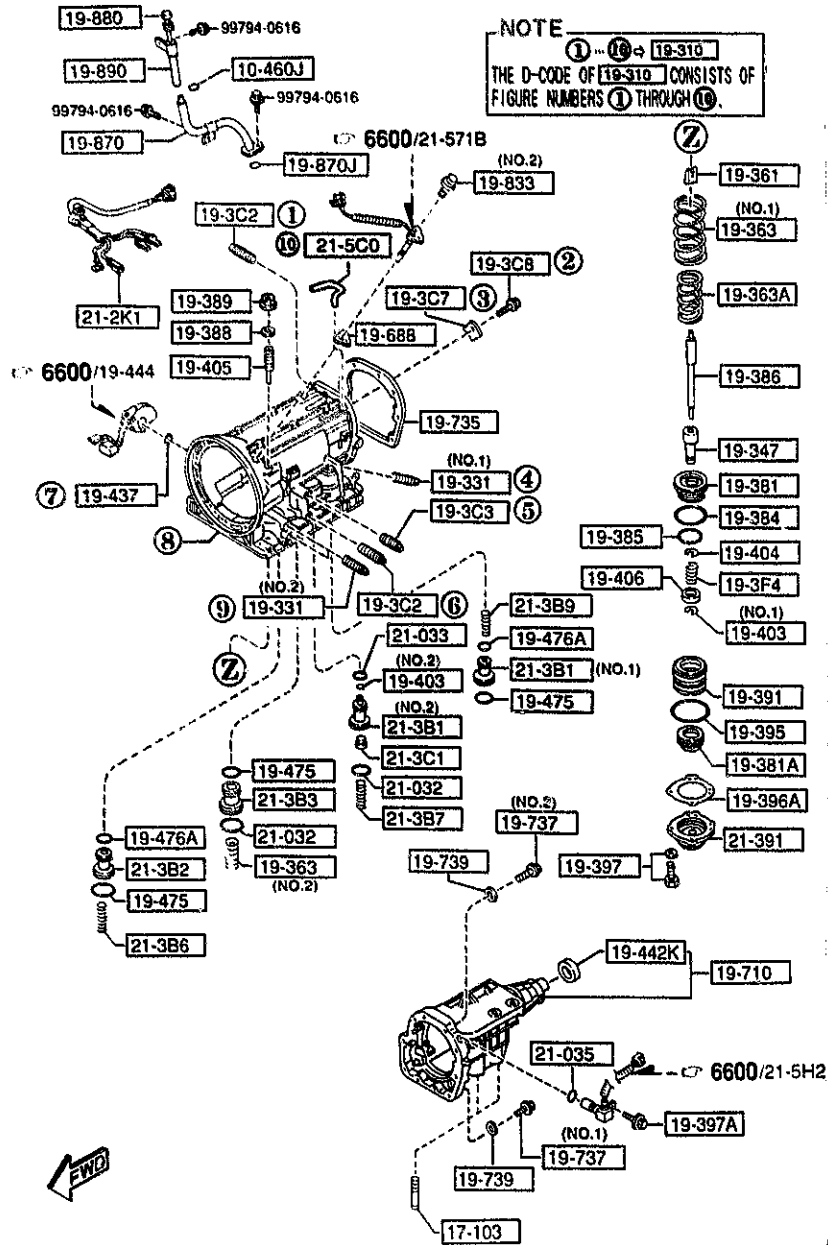 19-880
99794-0616
19-890
10-460J
99794-0616
99794-0616
19-870
19-870J
NOTE
① -- ⑩ ⇨ 19-310
THE D-CODE OF 19-310 CONSISTS OF
FIGURE NUMBERS ① THROUGH ⑩.
6600/21-571B
(NO.2)
19-833
19-3C2 ①
⑩ 21-5C0
19-3C8 ②
19-3C7 ③
21-2K1
19-389
19-388
19-405
19-688
6600/19-444
19-735
⑦ 19-437
(NO.1)
19-331 ④
19-3C3 ⑤
⑧
(NO.2)
⑨ 19-331
19-3C2 ⑥
Z
Z
19-361
(NO.1)
19-363
19-363A
19-386
19-347
19-381
19-384
19-385
19-404
19-406
19-3F4
(NO.1)
19-403
19-391
19-395
19-381A
19-396A
21-391
19-397
21-3B9
19-476A
21-3B1 (NO.1)
19-475
21-033
(NO.2)
19-403
(NO.2)
21-3B1
21-3C1
21-032
21-3B7
19-475
21-3B3
21-032
19-363
(NO.2)
19-476A
21-3B2
19-475
21-3B6
(NO.2)
19-737
19-739
19-442K
19-710
21-035
6600/21-5H2
19-397A
(NO.1)
19-737
19-739
17-103
FWD